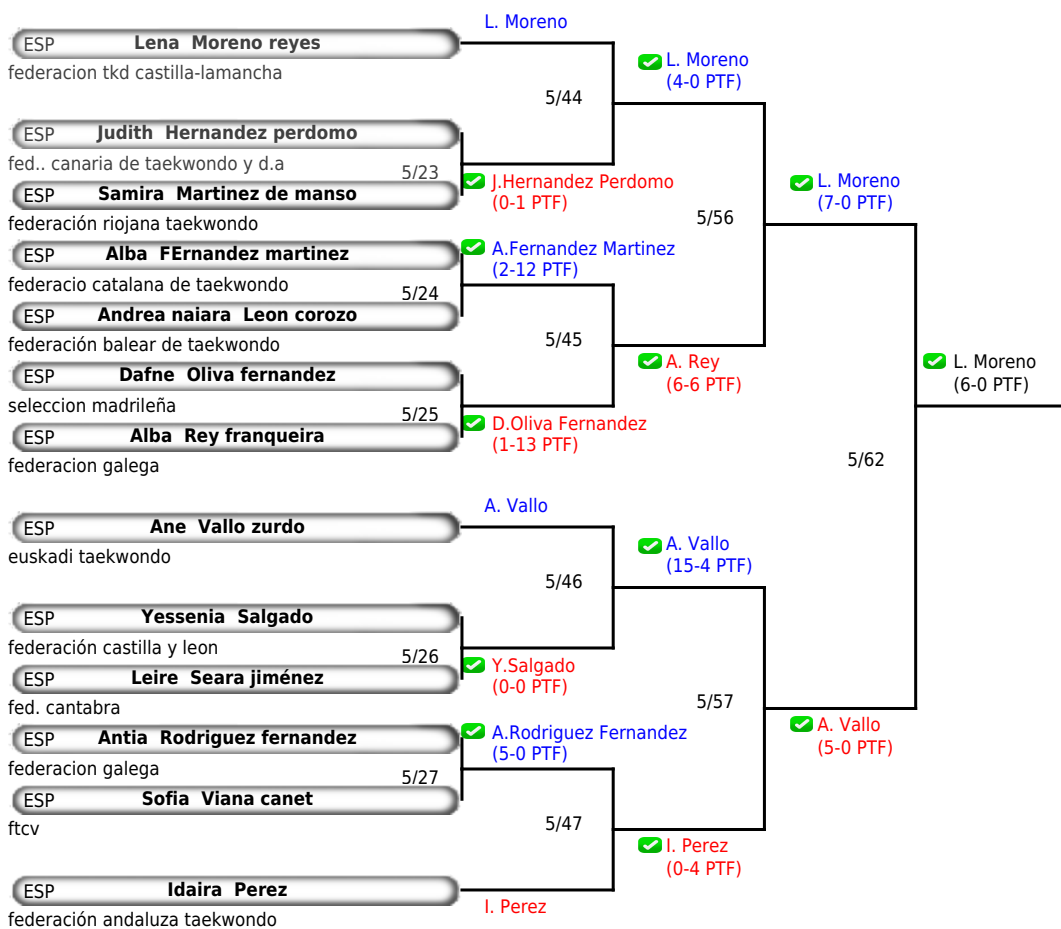 L. Moreno
ESP Lena Moreno reyes
federacion tkd castilla-lamancha
L. Moreno
(4-0 PTF)
5/44
ESP Judith Hernandez perdomo
fed.. canaria de taekwondo y d.a
5/23
ESP Samira Martinez de manso
federación riojana taekwondo
J.Hernandez Perdomo
(0-1 PTF)
L. Moreno
(7-0 PTF)
5/56
ESP Alba FErnandez martinez
federacio catalana de taekwondo
A.Fernandez Martinez
(2-12 PTF)
5/24
ESP Andrea naiara Leon corozo
federación balear de taekwondo
5/45
ESP Dafne Oliva fernandez
seleccion madrileña
A. Rey
(6-6 PTF)
L. Moreno
(6-0 PTF)
5/25
ESP Alba Rey franqueira
federacion galega
D.Oliva Fernandez
(1-13 PTF)
5/62
A. Vallo
ESP Ane Vallo zurdo
euskadi taekwondo
A. Vallo
(15-4 PTF)
5/46
ESP Yessenia Salgado
federación castilla y leon
5/26
ESP Leire Seara jiménez
fed. cantabra
Y.Salgado
(0-0 PTF)
5/57
ESP Antia Rodriguez fernandez
federacion galega
A.Rodriguez Fernandez
(5-0 PTF)
A. Vallo
(5-0 PTF)
5/27
ESP Sofia Viana canet
ftcv
5/47
I. Perez
(0-4 PTF)
ESP Idaira Perez
federación andaluza taekwondo
I. Perez